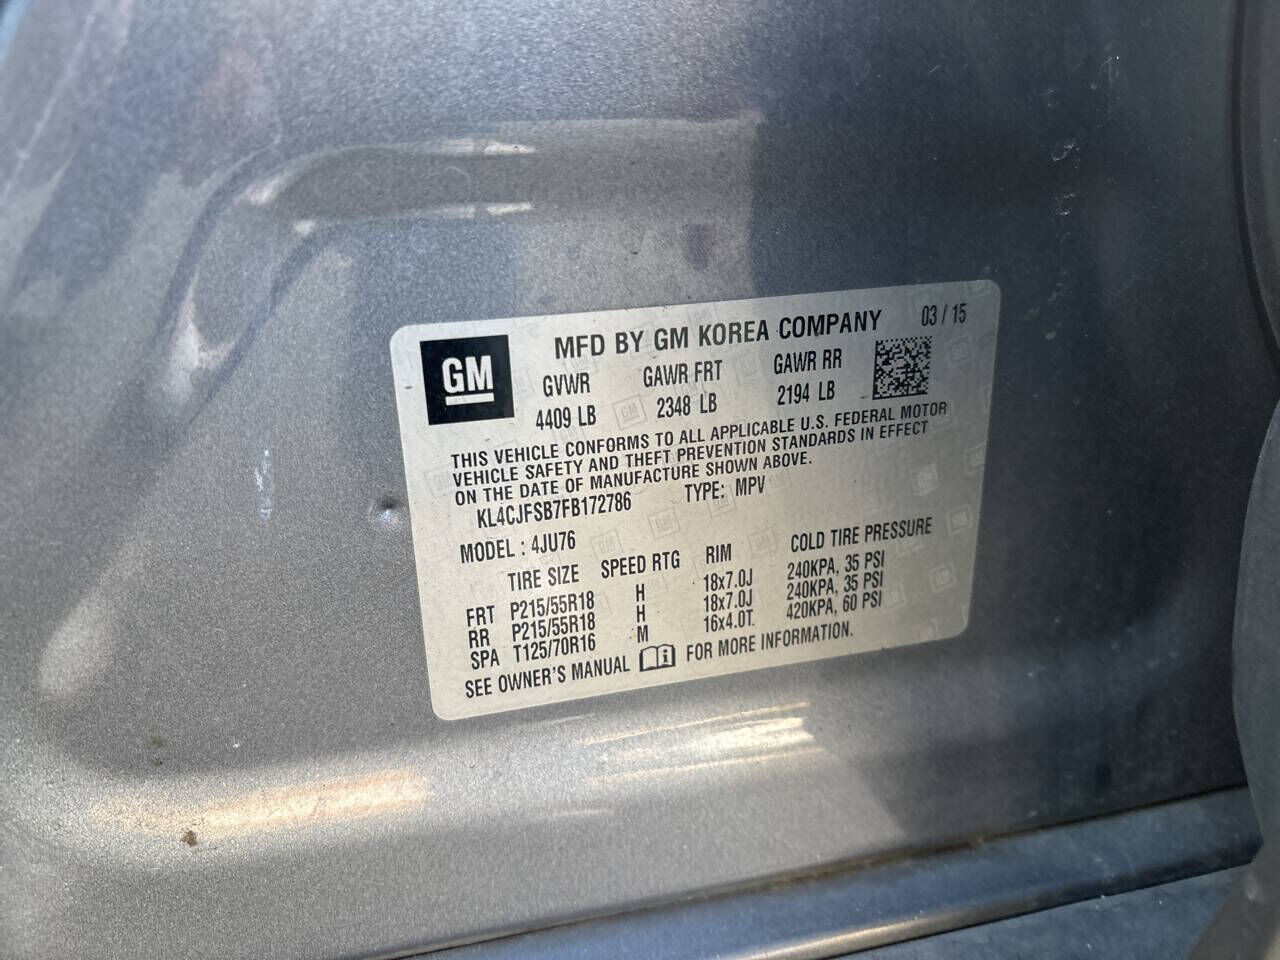 GM
MFD BY GM KOREA COMPANY 03 / 15
GVWR GAWR FRT GAWR RR
4409 LB 2348 LB 2194 LB
THIS VEHICLE CONFORMS TO ALL APPLICABLE U.S. FEDERAL MOTOR
VEHICLE SAFETY AND THEFT PREVENTION STANDARDS IN EFFECT
ON THE DATE OF MANUFACTURE SHOWN ABOVE.
KL4CJFSB7FB172786 TYPE: MPV
MODEL : 4JU76
TIRE SIZE SPEED RTG RIM COLD TIRE PRESSURE
FRT P215/55R18 H 18x7.0J 240KPA, 35 PSI
RR P215/55R18 H 18x7.0J 240KPA, 35 PSI
SPA T125/70R16 M 16x4.0T 420KPA, 60 PSI
SEE OWNER'S MANUAL FOR MORE INFORMATION.